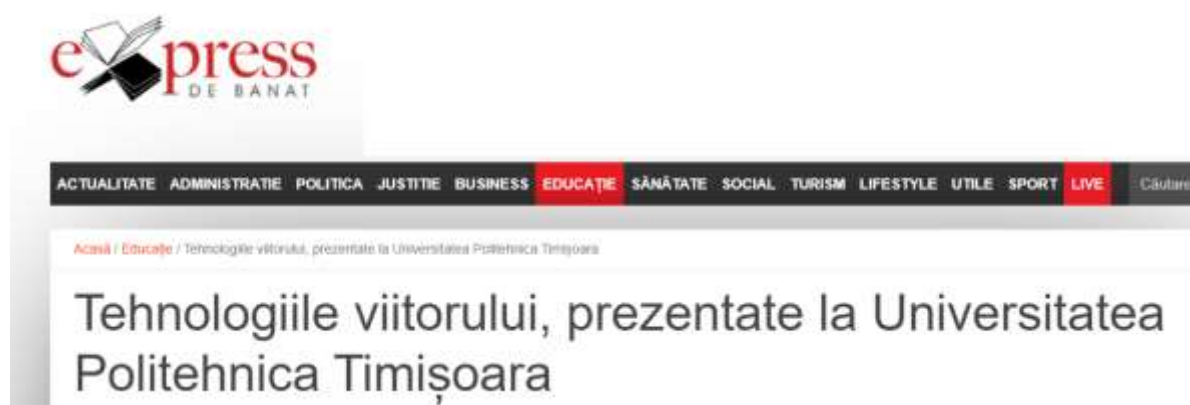 express
DE BANAT
ACTUALITATE ADMINISTRATIE POLITICA JUSTITIE BUSINESS EDUCAȚIE SĂNĂTATE SOCIAL TURISM LIFESTYLE UTILE SPORT LIVE Căutare
Acasă / Educație / Tehnologiile viitorului, prezentate la Universitatea Politehnica Timișoara
Tehnologiile viitorului, prezentate la Universitatea
Politehnica Timișoara